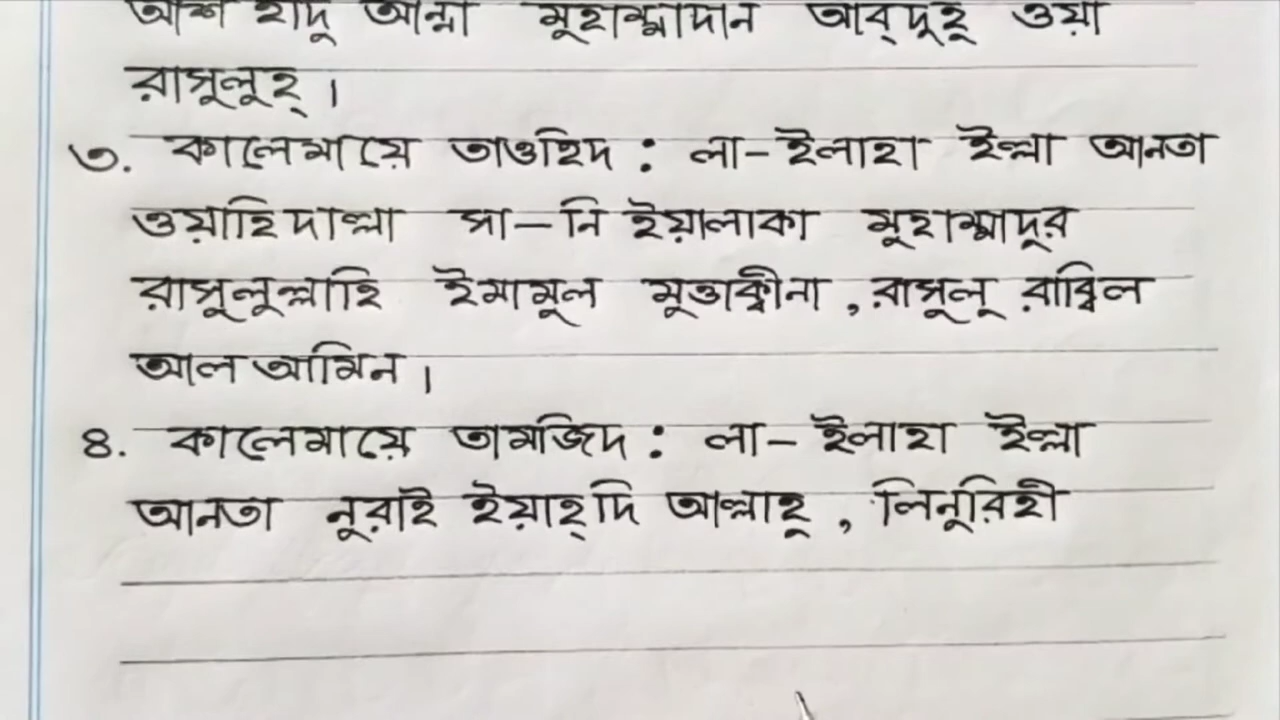 আশ হাদু আন্না মুহাম্মাদান আব্দুহু ওয়া
রাসুলুহ্ ।
৩. কালেমায়ে তাওহিদ : লা-ইলাহা ইল্লা আনতা
ওয়াহিদাল্লা সা-নি ইয়ালাকা মুহাম্মাদুর
রাসুলুল্লাহি ইমামুল মুত্তাক্বীনা , রাসুলু রাব্বিল
আল আমিন ।
৪. কালেমায়ে তামজিদ : লা- ইলাহা ইল্লা
আনতা নুরাই ইয়াহ্দি আল্লাহু , লিনুরিহী